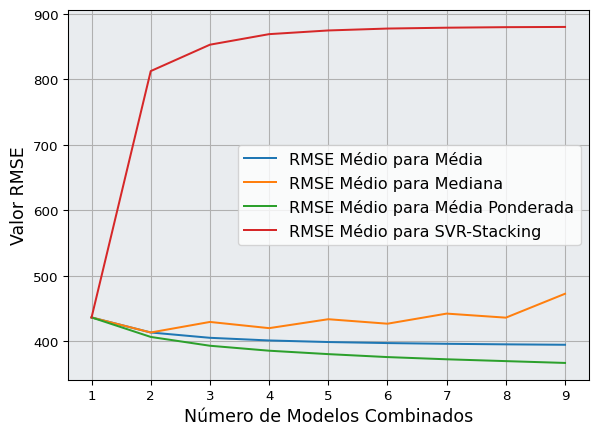 900
800
700
600
500
400
Valor RMSE
RMSE Médio para Média
RMSE Médio para Mediana
RMSE Médio para Média Ponderada
RMSE Médio para SVR-Stacking
1 2 3 4 5 6 7 8 9
Número de Modelos Combinados